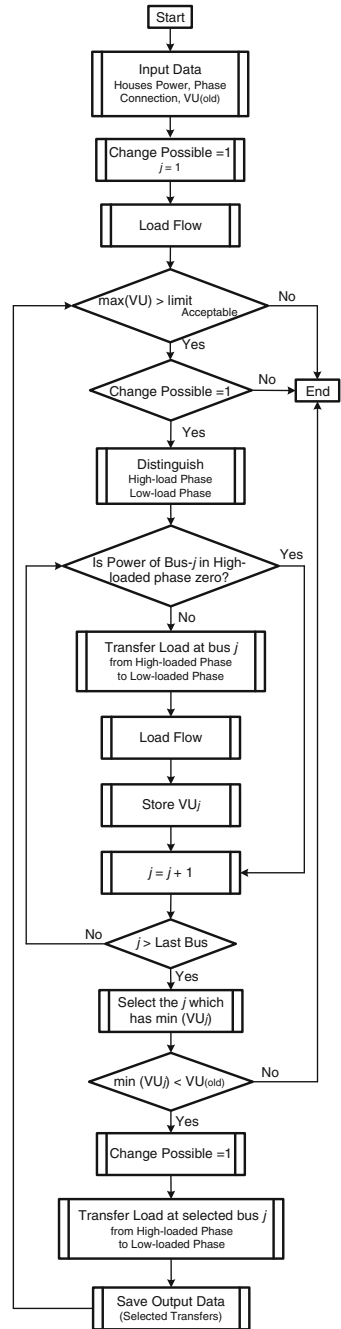 Start
Input Data
Houses Power, Phase
Connection, VU(old)
Change Possible =1
j = 1
Load Flow
max(VU) > limit
Acceptable
No
Yes
Change Possible =1
No
End
Yes
Distinguish
High-load Phase
Low-load Phase
Is Power of Bus-j in High-
loaded phase zero?
Yes
No
Transfer Load at bus j
from High-loaded Phase
to Low-loaded Phase
Load Flow
Store VUj
j = j + 1
No
j > Last Bus
Yes
Select the j which
has min (VUj)
min (VUj) < VU(old)
No
Yes
Change Possible =1
Transfer Load at selected bus j
from High-loaded Phase
to Low-loaded Phase
Save Output Data
(Selected Transfers)